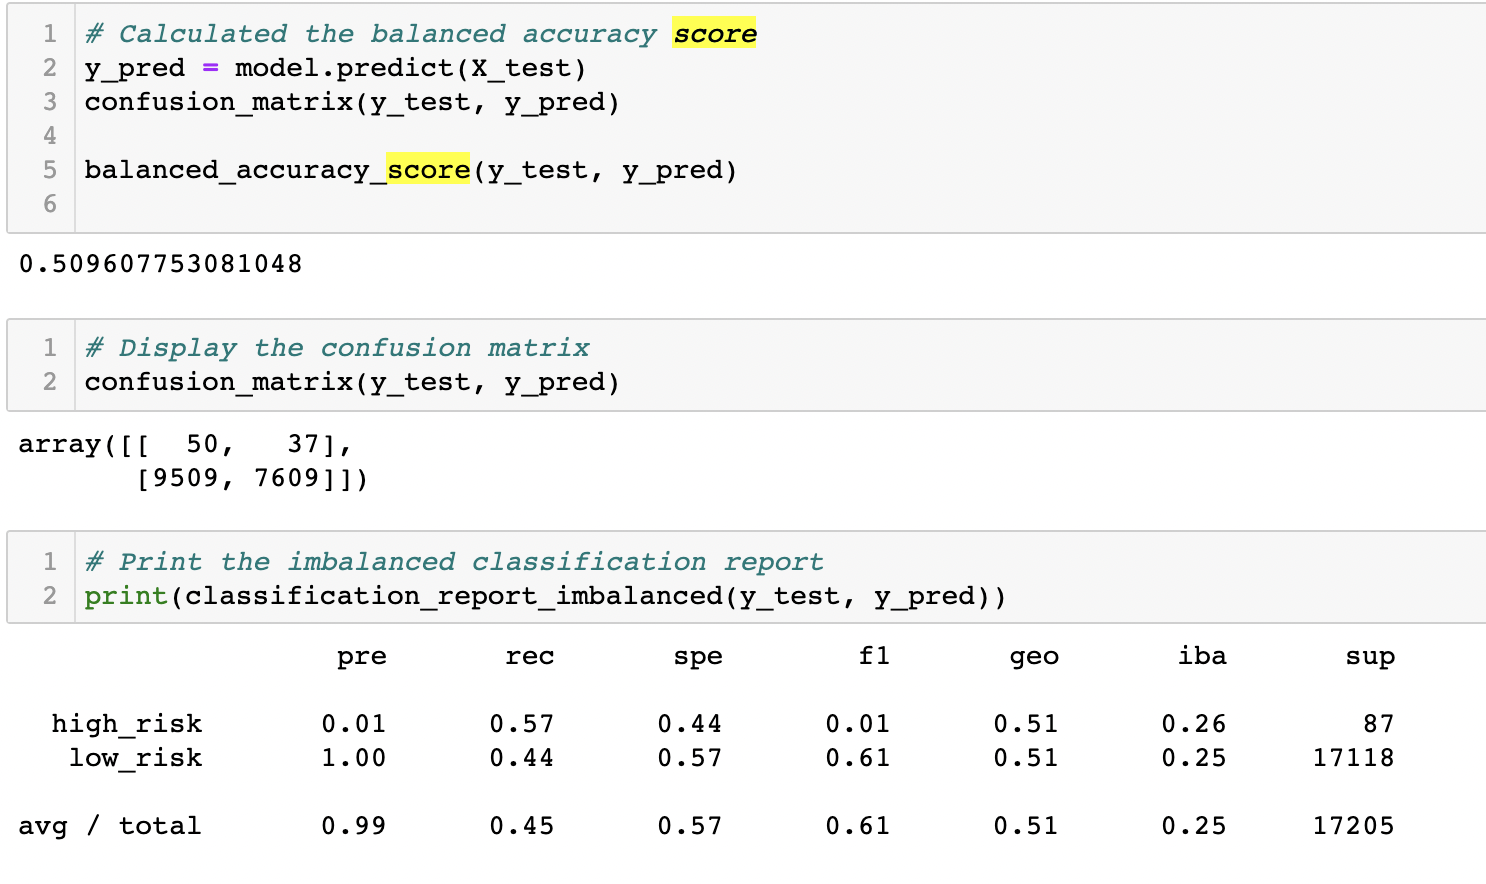 1 # Calculated the balanced accuracy score
2 y_pred = model.predict(X_test)
3 confusion_matrix(y_test, y_pred)
4
5 balanced_accuracy_score(y_test, y_pred)
6
0.509607753081048
1 # Display the confusion matrix
2 confusion_matrix(y_test, y_pred)
array([[  50,   37],
       [9509, 7609]])
1 # Print the imbalanced classification report
2 print(classification_report_imbalanced(y_test, y_pred))
pre rec spe f1 geo iba sup
high_risk 0.01 0.57 0.44 0.01 0.51 0.26 87
low_risk 1.00 0.44 0.57 0.61 0.51 0.25 17118
avg / total 0.99 0.45 0.57 0.61 0.51 0.25 17205